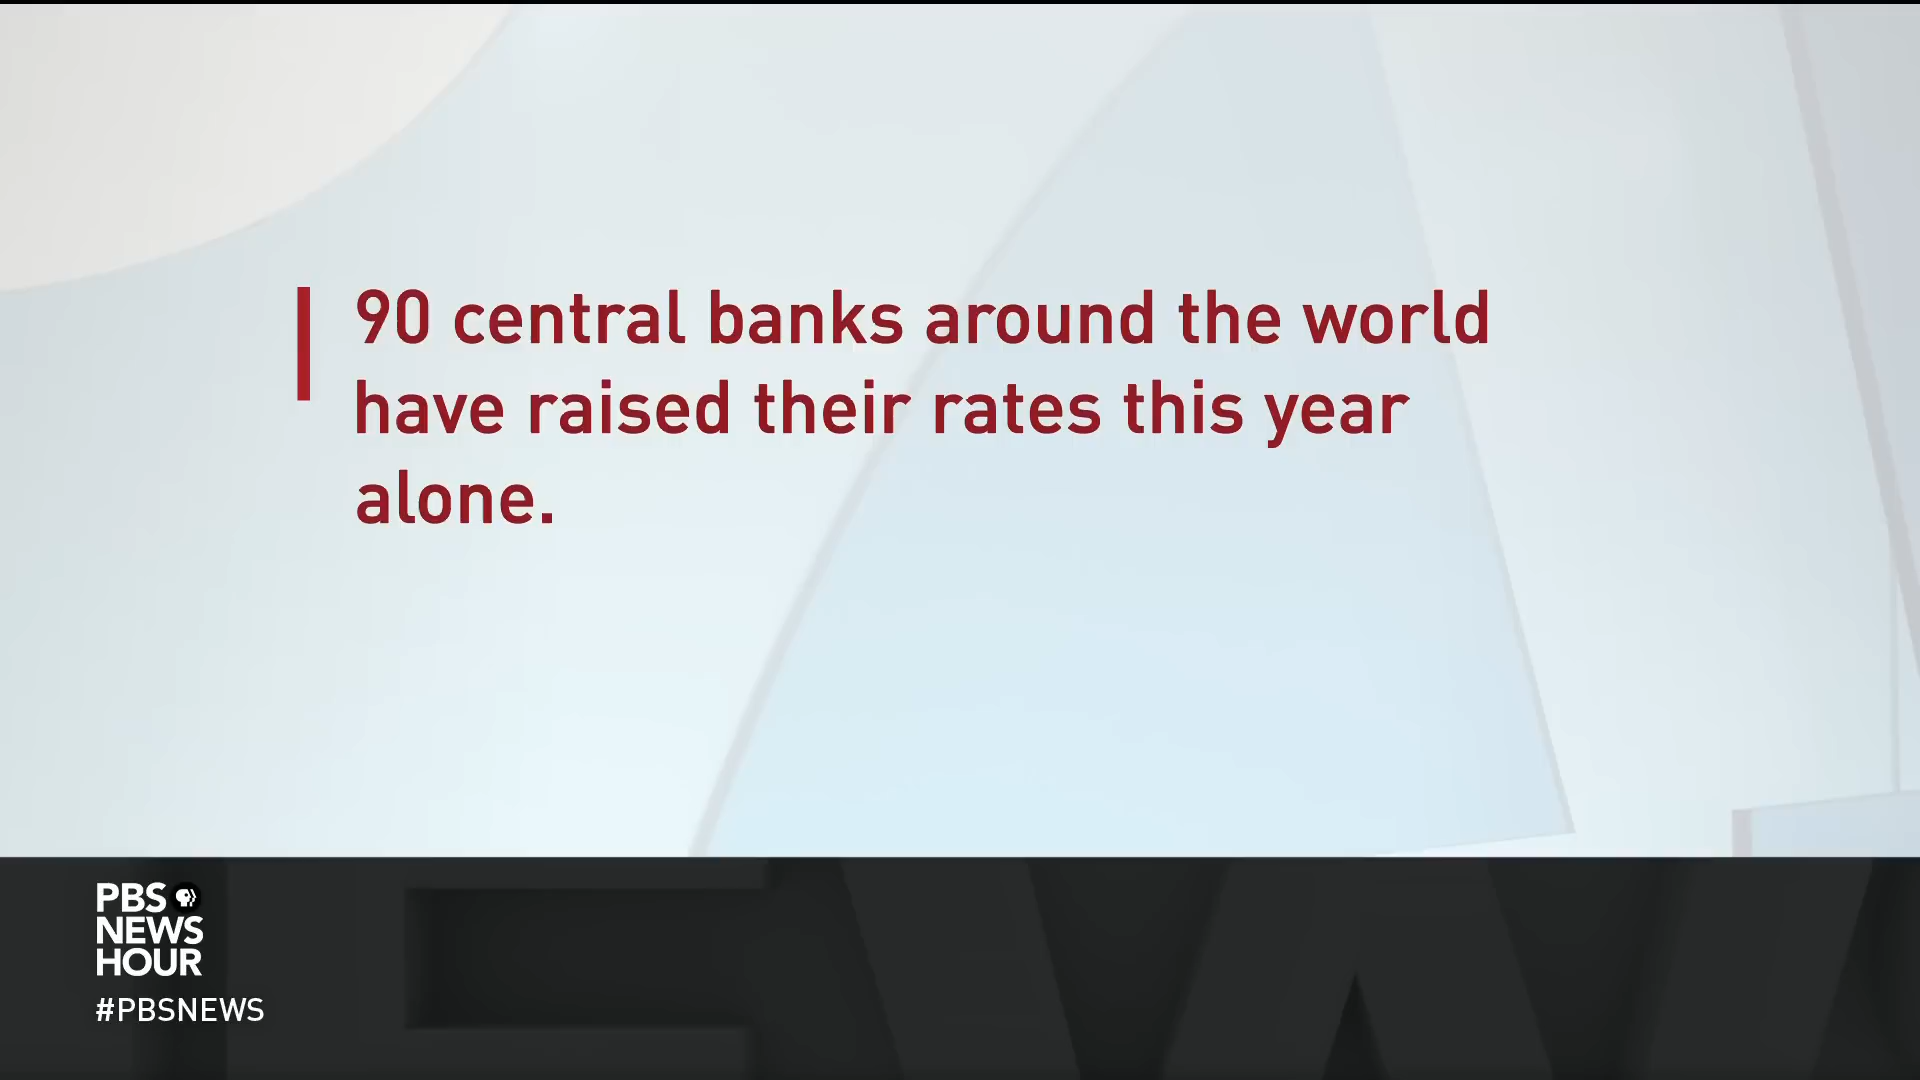 90 central banks around the world
have raised their rates this year
alone.
PBS
NEWS
HOUR
#PBSNEWS